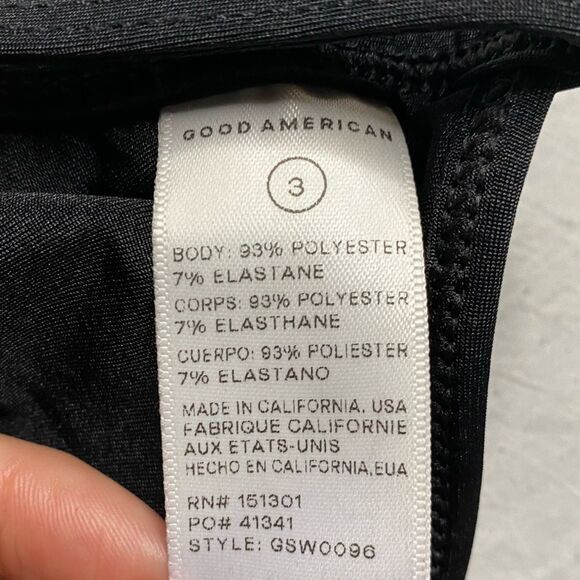 GOOD AMERICAN
3
BODY: 93% POLYESTER
7% ELASTANE
CORPS: 93% POLYESTER
7% ELASTHANE
CUERPO: 93% POLIESTER
7% ELASTANO
MADE IN CALIFORNIA, USA
FABRIQUE CALIFORNIE
AUX ETATS-UNIS
HECHO EN CALIFORNIA,EUA
RN# 151301
PO# 41341
STYLE: GSW0096